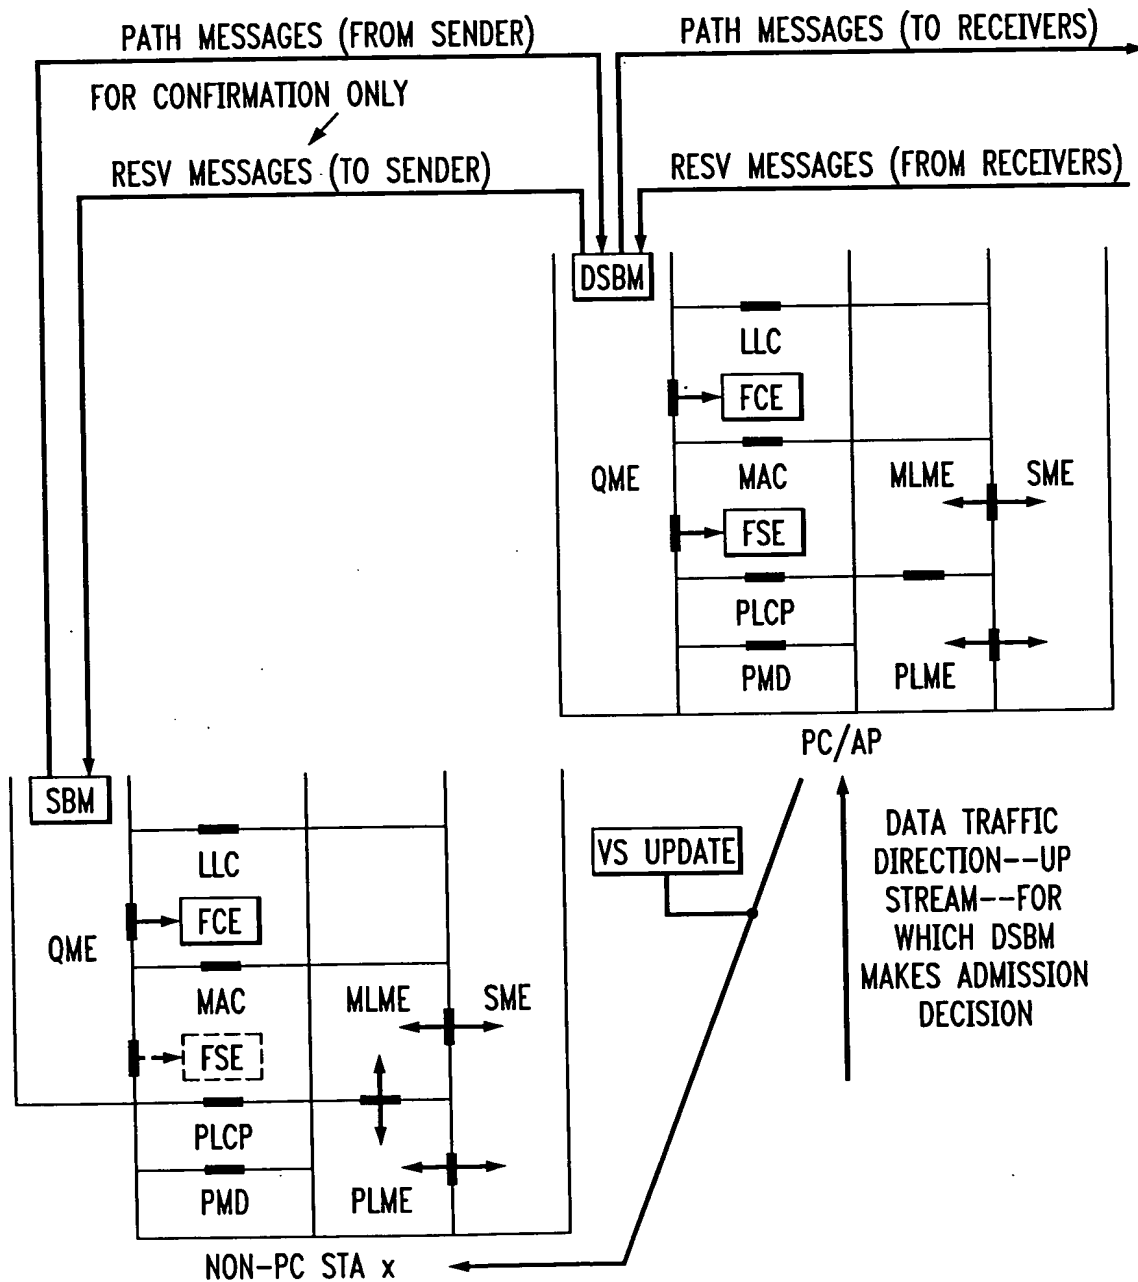 PATH MESSAGES (FROM SENDER)
PATH MESSAGES (TO RECEIVERS)
FOR CONFIRMATION ONLY
RESV MESSAGES (TO SENDER)
RESV MESSAGES (FROM RECEIVERS)
DSBM
LLC
FCE
QME
MAC
MLME
SME
FSE
PLCP
PMD
PLME
PC/AP
SBM
LLC
FCE
QME
MAC
MLME
SME
FSE
PLCP
PMD
PLME
NON-PC STA x
VS UPDATE
DATA TRAFFIC
DIRECTION--UP
STREAM--FOR
WHICH DSBM
MAKES ADMISSION
DECISION